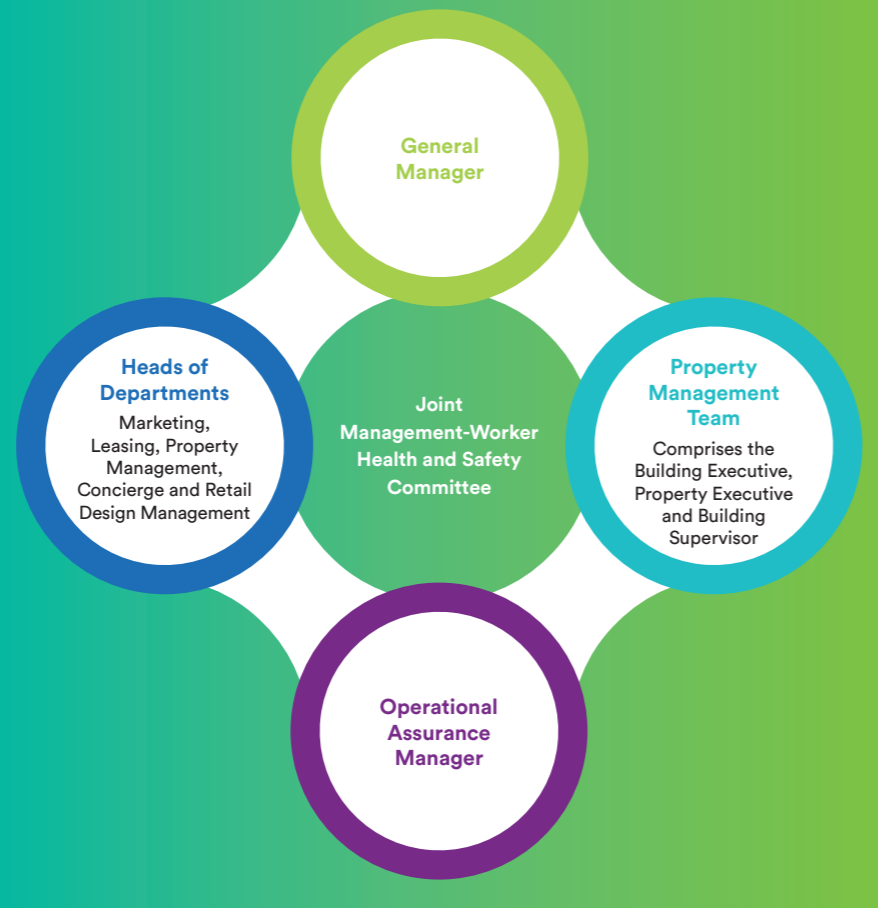 General
Manager
Heads of
Departments
Marketing,
Leasing, Property
Management,
Concierge and Retail
Design Management
Joint
Management-Worker
Health and Safety
Committee
Property
Management
Team
Comprises the
Building Executive,
Property Executive
and Building
Supervisor
Operational
Assurance
Manager